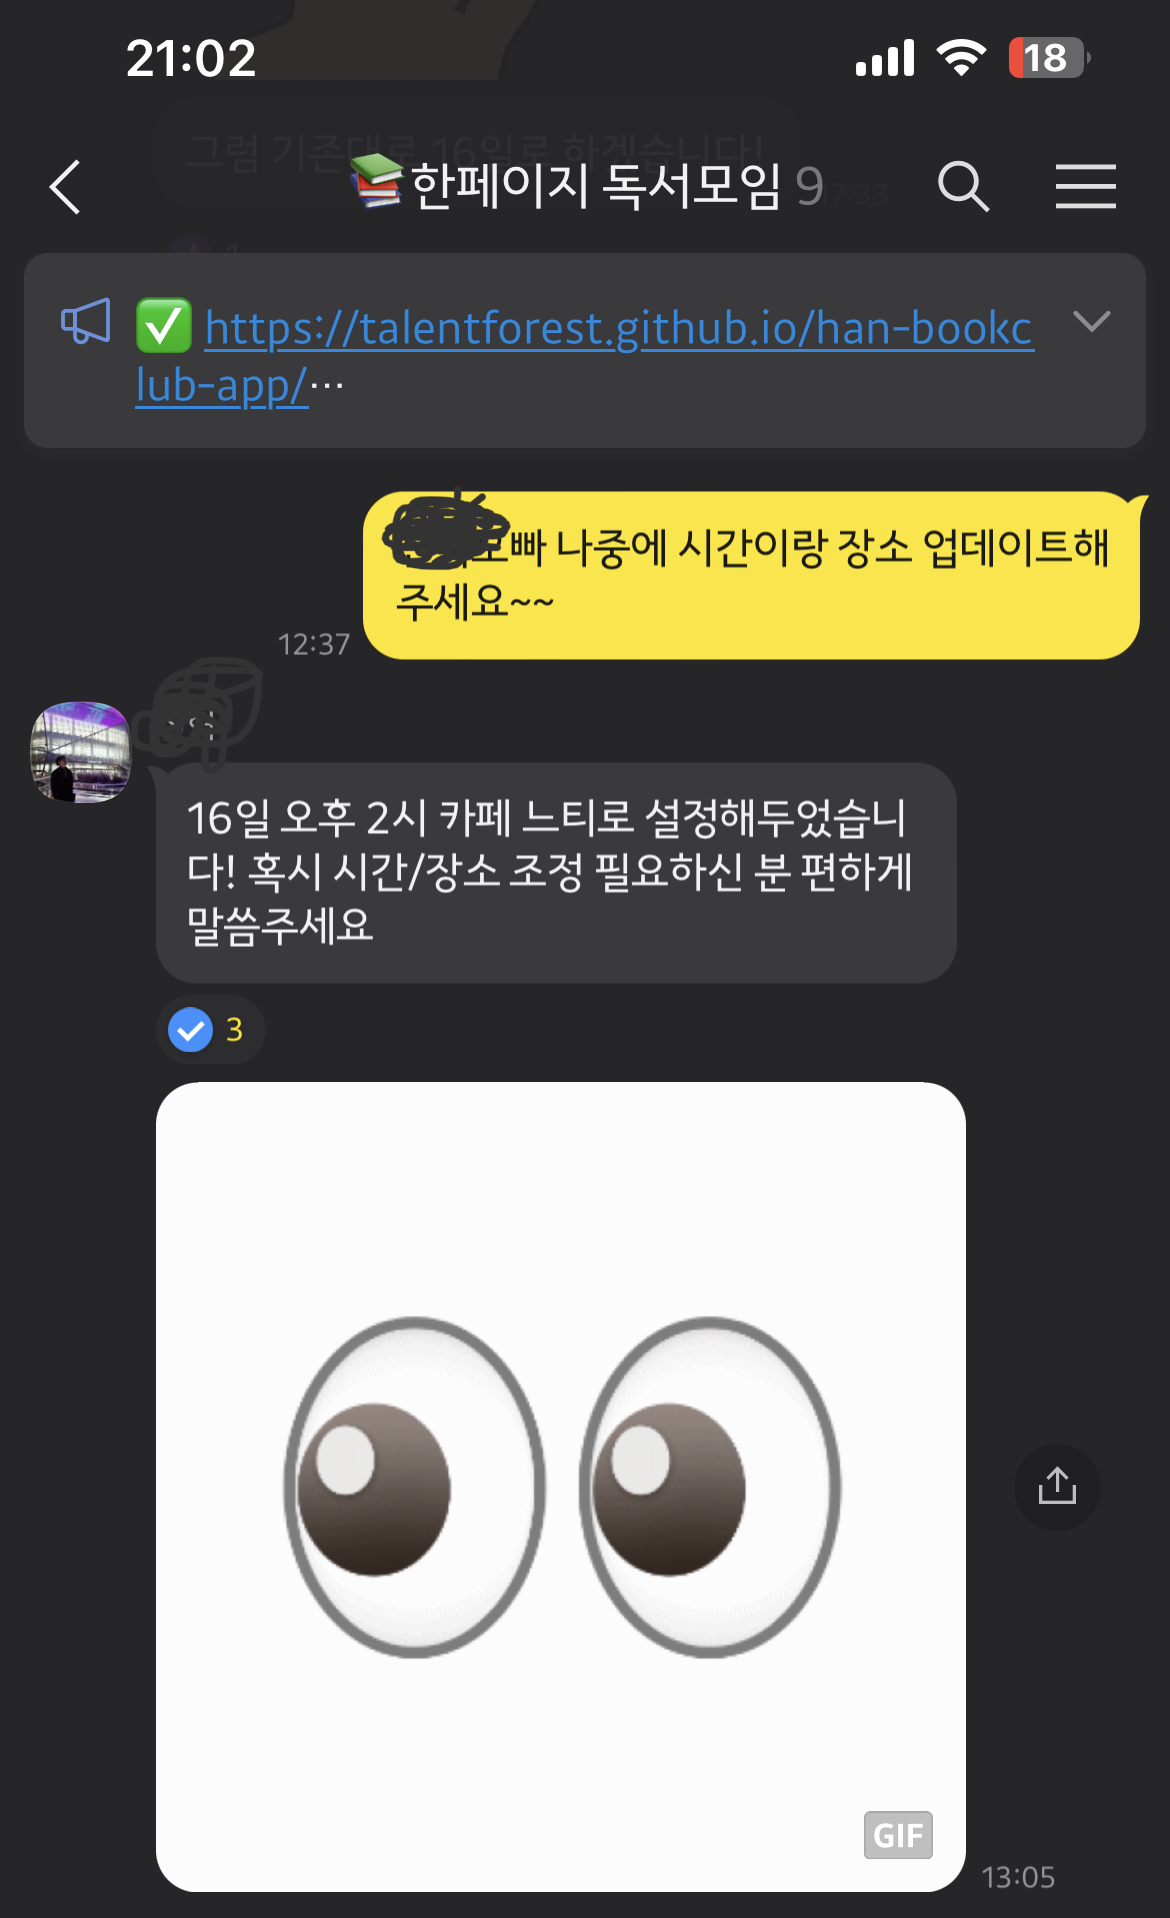 21:02
18
그럼 기존대로 16일로 하겠습니다!
📚한페이지 독서모임 9
17:33
1
✅ https://talentforest.github.io/han-bookc
lub-app/…
빠 나중에 시간이랑 장소 업데이트해
주세요~~
12:37
16일 오후 2시 카페 느티로 설정해두었습니
다! 혹시 시간/장소 조정 필요하신 분 편하게
말씀주세요
3
GIF
13:05